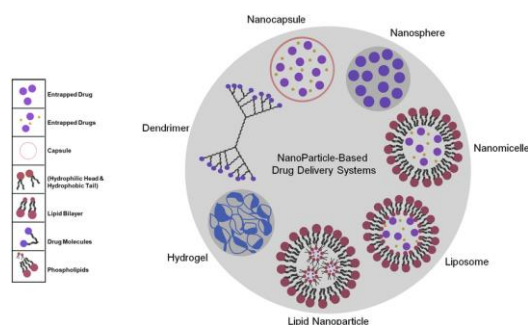 Nanocapsule
Nanosphere
Dendrimer
Nanomicelle
NanoParticle-Based
Drug Delivery Systems
Hydrogel
Liposome
Lipid Nanoparticle
Entrapped Drug
Entrapped Drugs
Capsule
(Hydrophilic Head &
Hydrophobic Tail)
Lipid Bilayer
Drug Molecules
Phospholipids